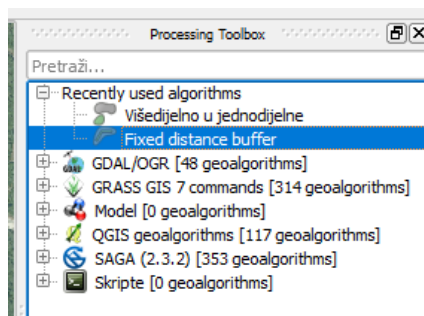 Processing Toolbox
Pretraži...
Recently used algorithms
Višedijelno u jednodijelne
Fixed distance buffer
GDAL/OGR [48 geoalgorithms]
GRASS GIS 7 commands [314 geoalgorithms]
Model [0 geoalgorithms]
QGIS geoalgorithms [117 geoalgorithms]
SAGA (2.3.2) [353 geoalgorithms]
Skripte [0 geoalgorithms]